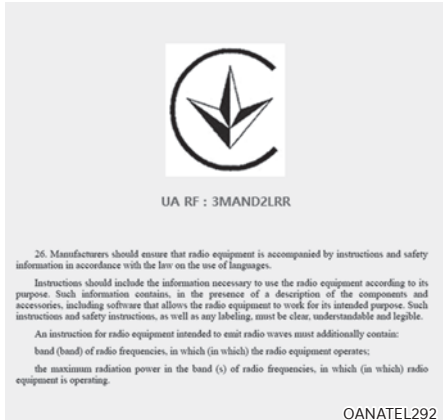 UA RF : 3MAND2LRR
26. Manufacturers should ensure that radio equipment is accompanied by instructions and safety
information in accordance with the law on the use of languages.
Instructions should include the information necessary to use the radio equipment according to its
purpose. Such information contains, in the presence of a description of the components and
accessories, including software that allows the radio equipment to work for its intended purpose. Such
instructions and safety instructions, as well as any labeling, must be clear, understandable and legible.
An instruction for radio equipment intended to emit radio waves must additionally contain:
band (band) of radio frequencies, in which (in which) the radio equipment operates;
the maximum radiation power in the band (s) of radio frequencies, in which (in which) radio
equipment is operating.
OANATEL292